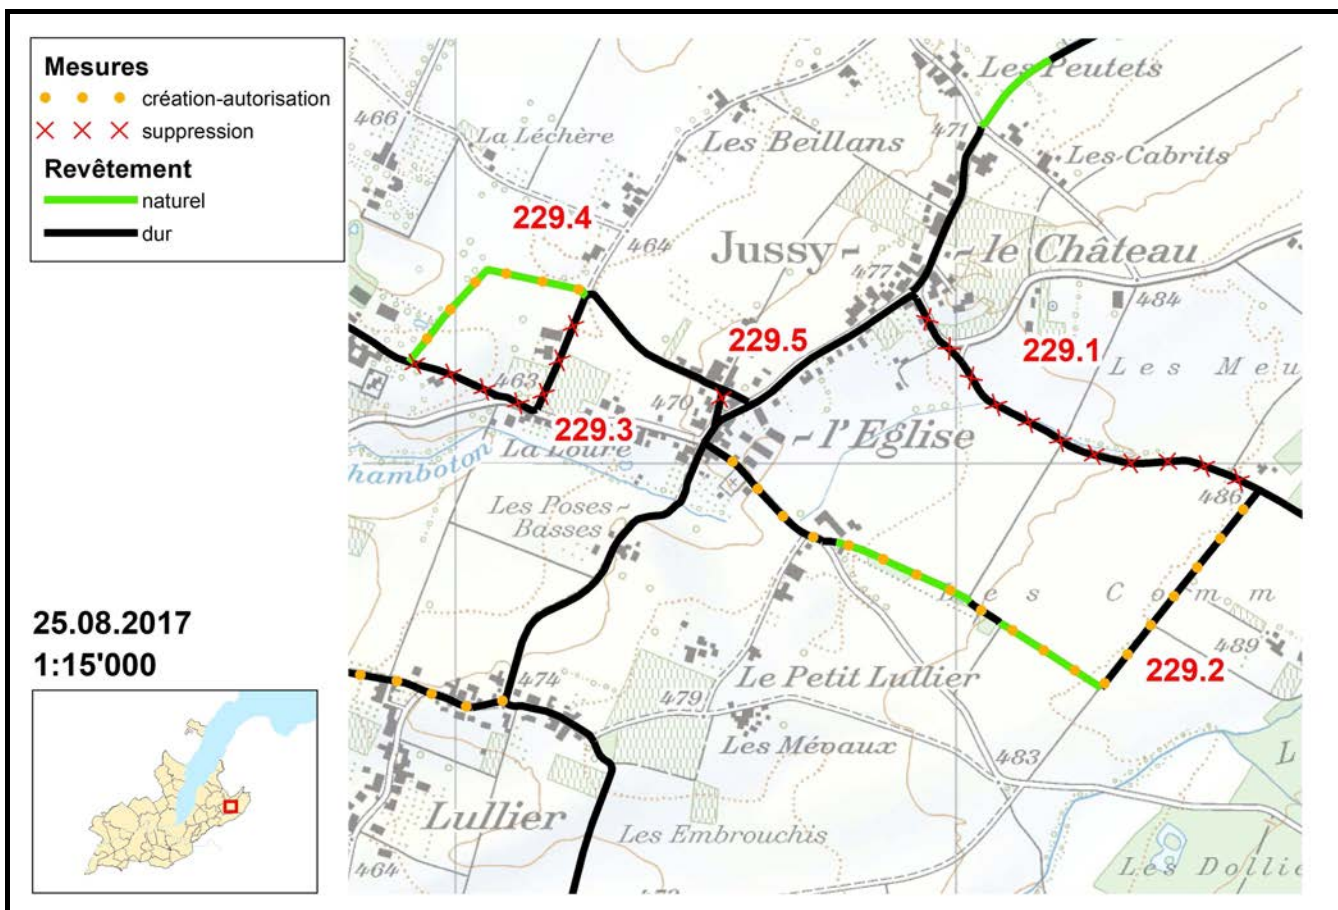 Mesures
création-autorisation
suppression
Revêtement
naturel
dur
25.08.2017
1:15'000
Les Peutets
466
La Léchère
Les Beillans
471
Les Cabrits
229.4
464
Jussy-
-le Château
477
484
229.5
229.1
Les Meu
463
470
229.3
-l'Eglise
La Loure
Chamboton
486
Les Poses-
Basses
Les Comm
474
Le Petit Lullier
229.2
489
479
Les Mévaux
483
L
Lullier
Les Embrouchis
464
Les Dollie